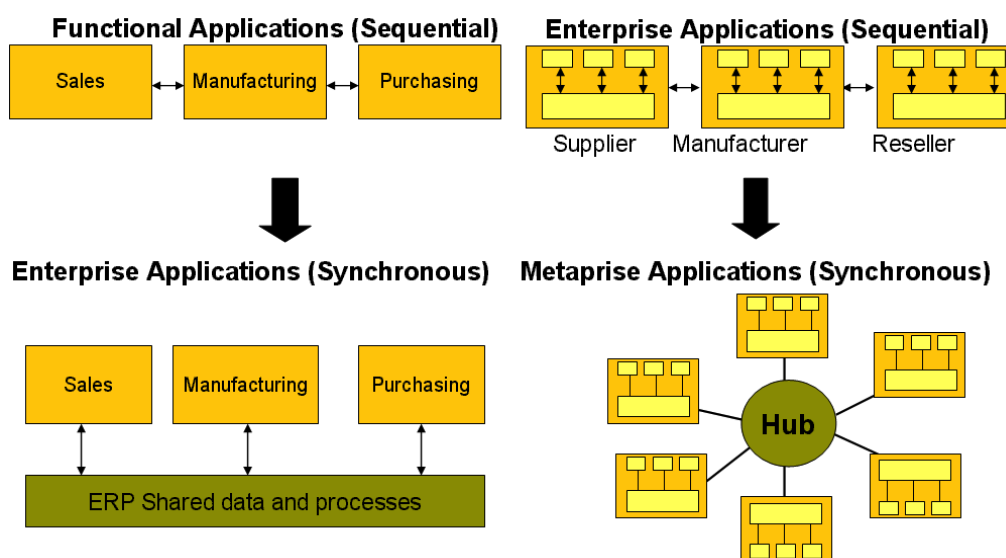 Functional Applications (Sequential)
Sales
Manufacturing
Purchasing
Enterprise Applications (Sequential)
Supplier
Manufacturer
Reseller
Enterprise Applications (Synchronous)
Sales
Manufacturing
Purchasing
ERP Shared data and processes
Metaprise Applications (Synchronous)
Hub